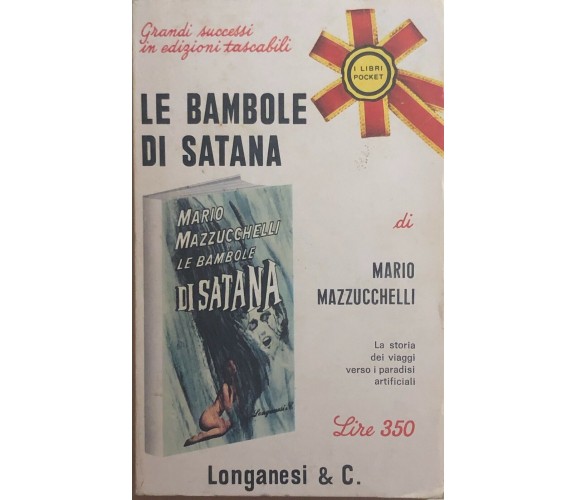 Grandi successi
in edizioni tascabili
I LIBRI
POCKET
LE BAMBOLE
DI SATANA
MARIO
MAZZUCCHELLI
LE BAMBOLE
DI SATANA
Longanesi & C.
di
MARIO
MAZZUCCHELLI
La storia
dei viaggi
verso i paradisi
artificiali
Lire 350
Longanesi & C.